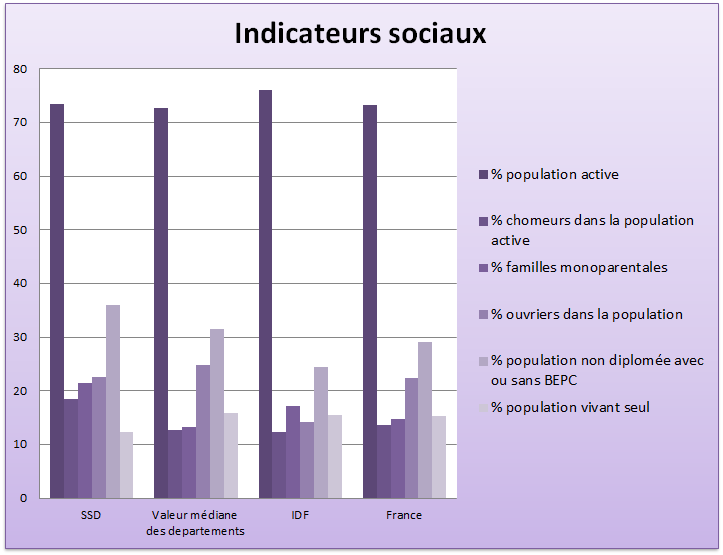 Indicateurs sociaux
80
70
60
50
40
30
20
10
0
SSD
Valeur médiane
des departements
IDF
France
% population active
% chomeurs dans la population
active
% familles monoparentales
% ouvriers dans la population
% population non diplomée avec
ou sans BEPC
% population vivant seul